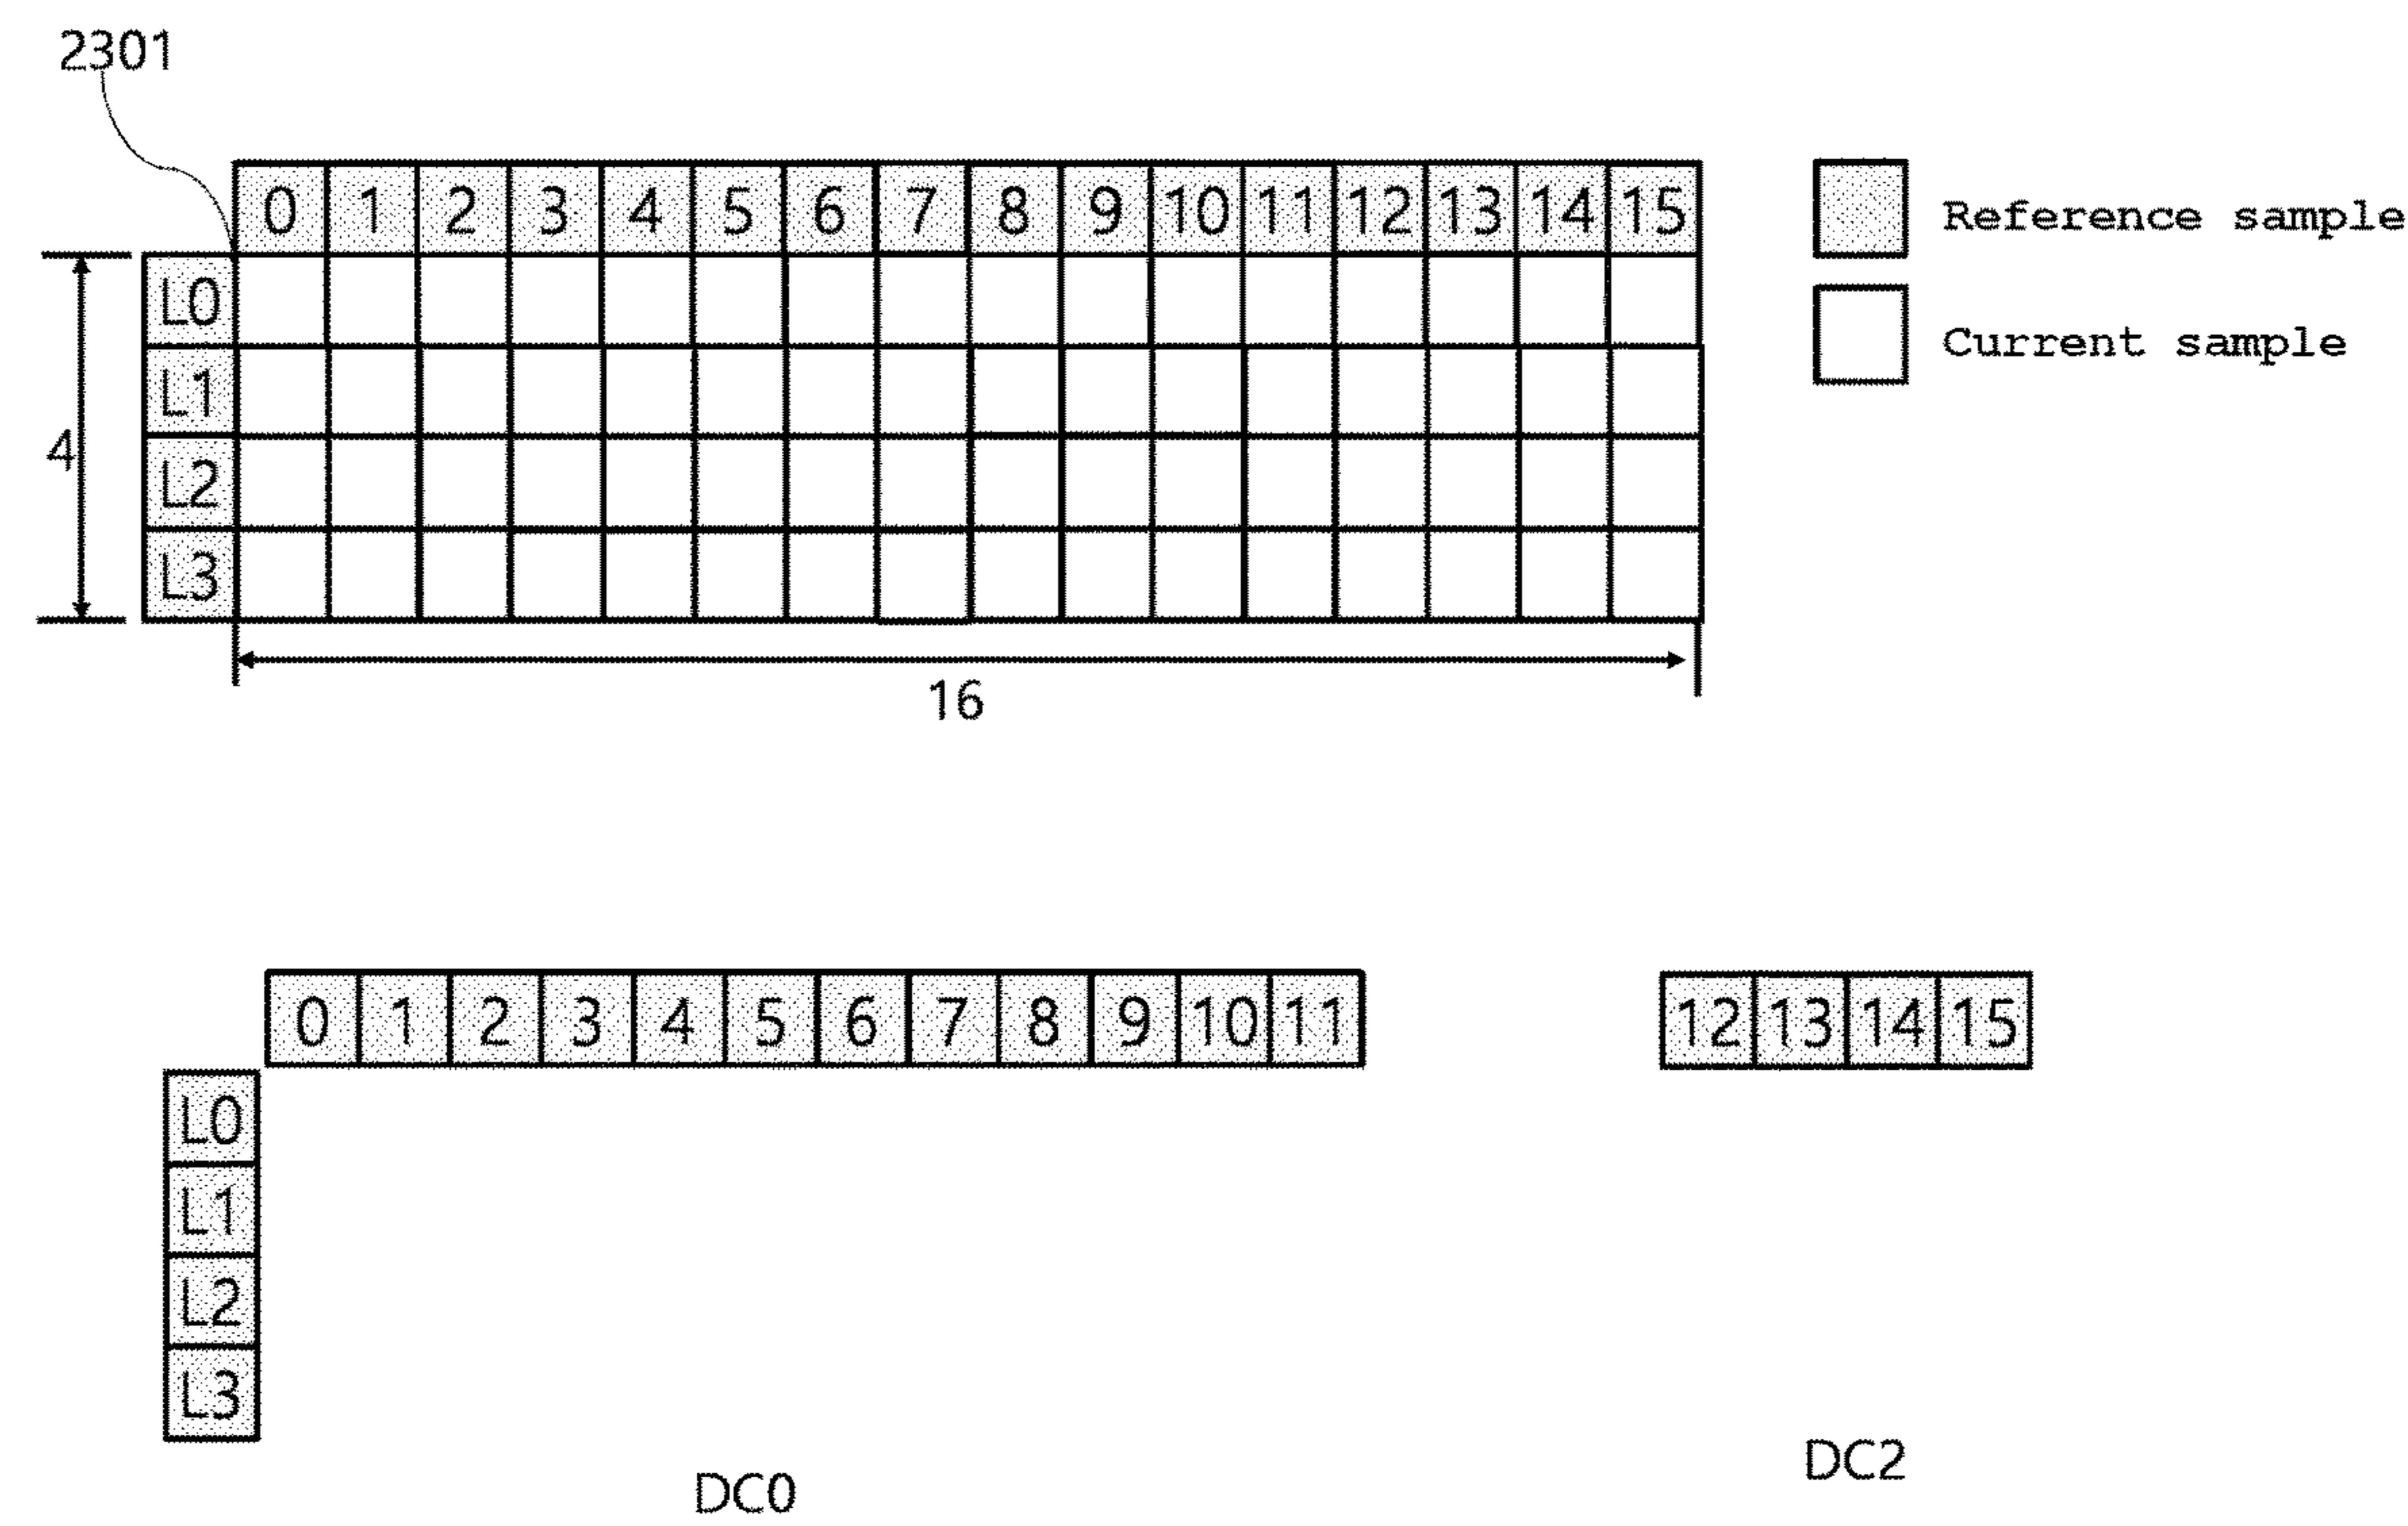 2301
0 1 2 3 4 5 6 7 8 9 10 11 12 13 14 15
Reference sample
L0
Current sample
L1
4
L2
L3
16
0 1 2 3 4 5 6 7 8 9 10 11
12 13 14 15
L0
L1
L2
L3
DC0
DC2